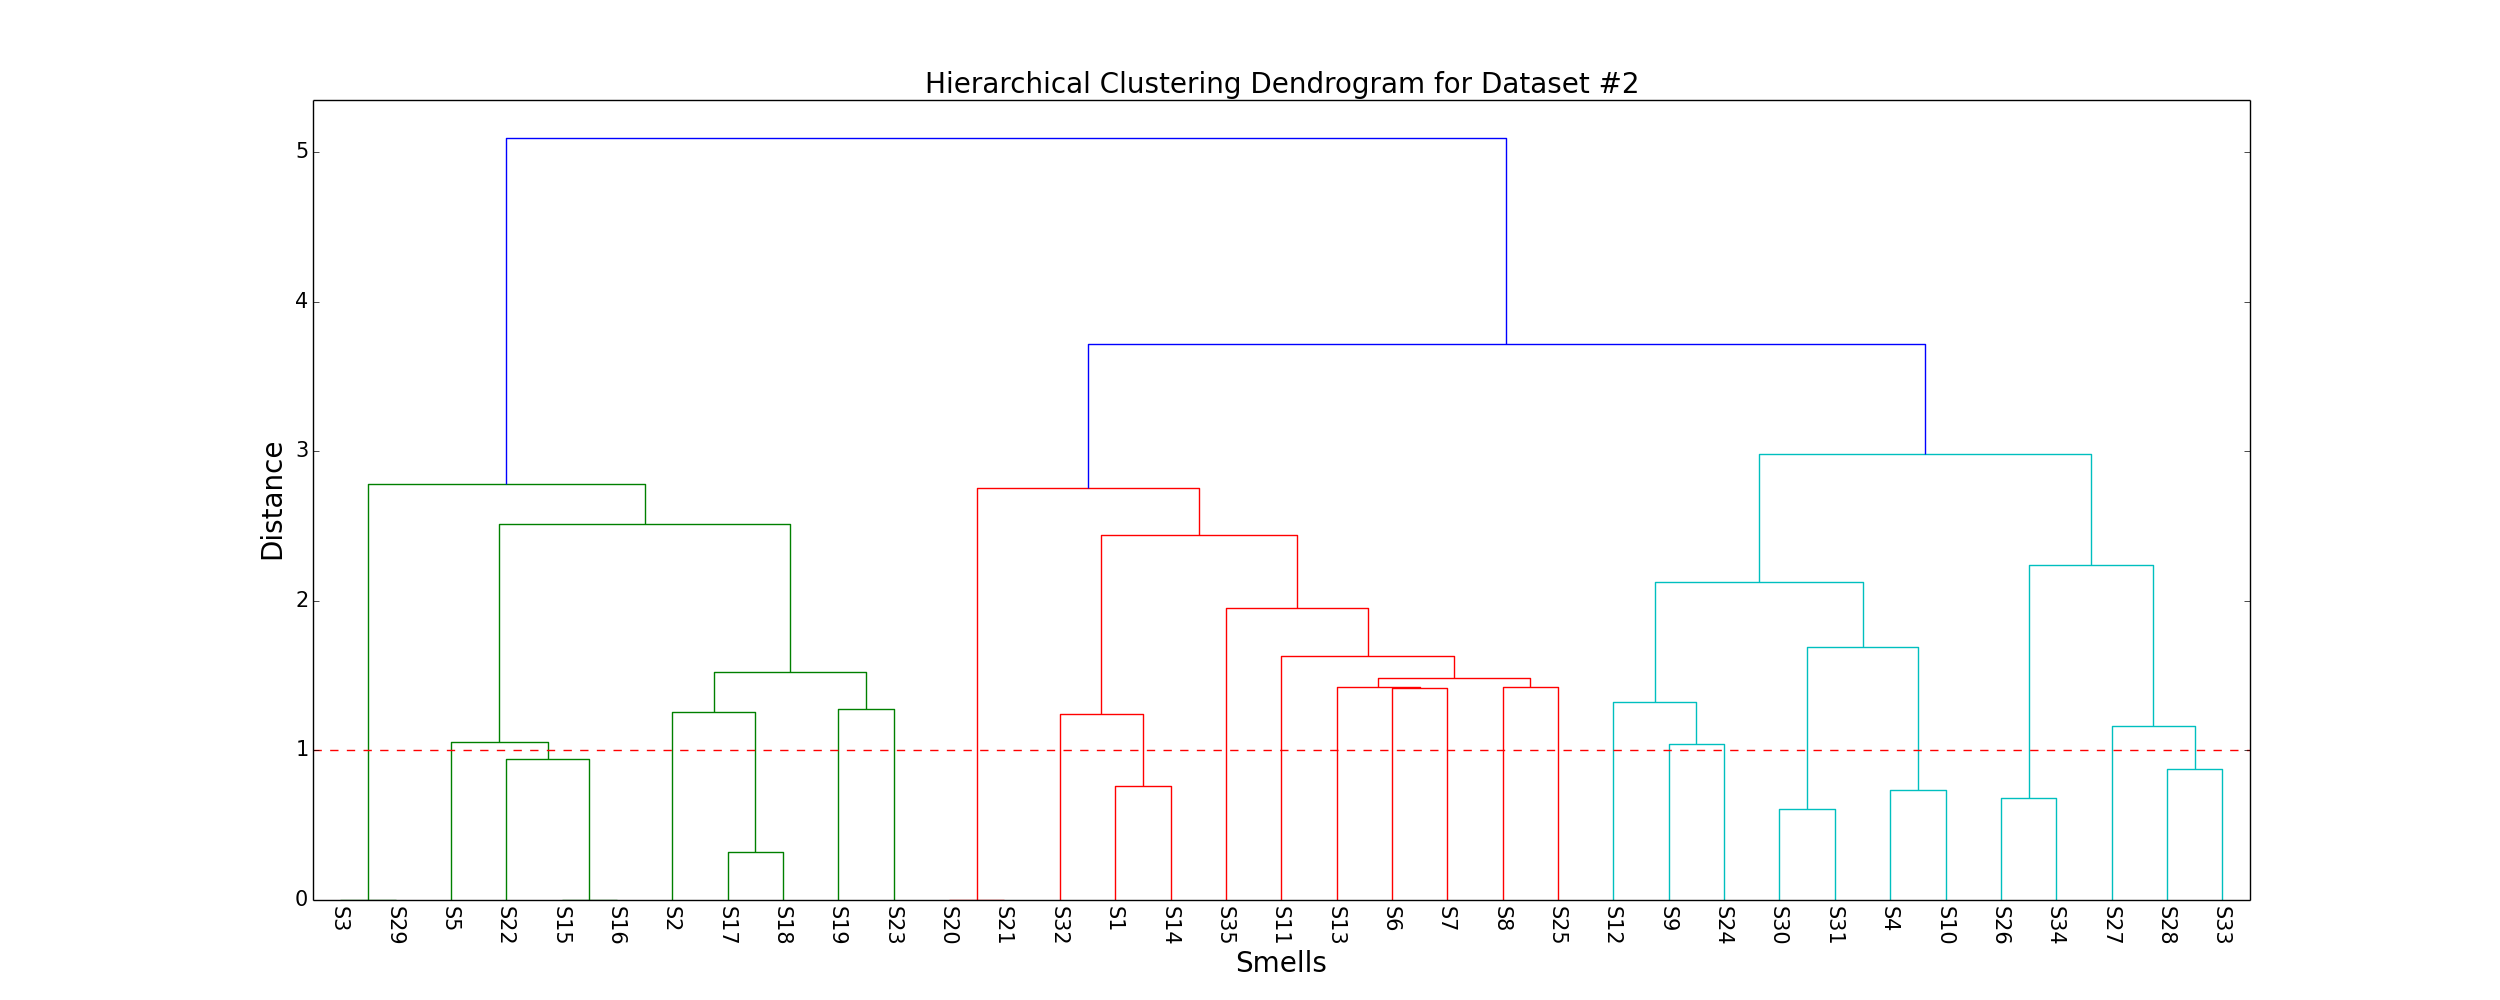 Hierarchical Clustering Dendrogram for Dataset #2
5
4
3
2
1
0
Distance
S3 S29 S5 S22 S15 S16 S2 S17 S18 S19 S23 S20 S21 S32 S1 S14 S35 S11 S13 S6 S7 S8 S25 S12 S9 S24 S30 S31 S4 S10 S26 S34 S27 S28 S33
Smells